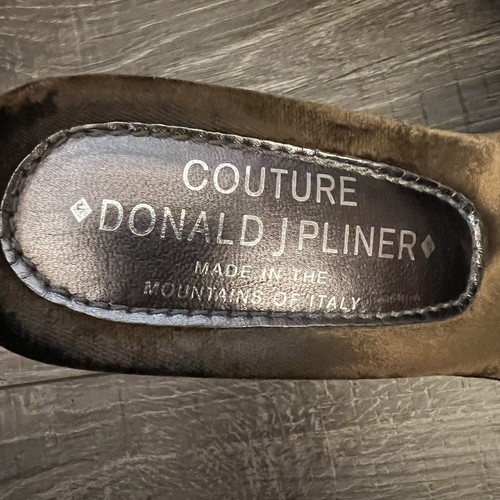 COUTURE
DONALD J PLINER
MADE IN THE
MOUNTAINS OF ITALY